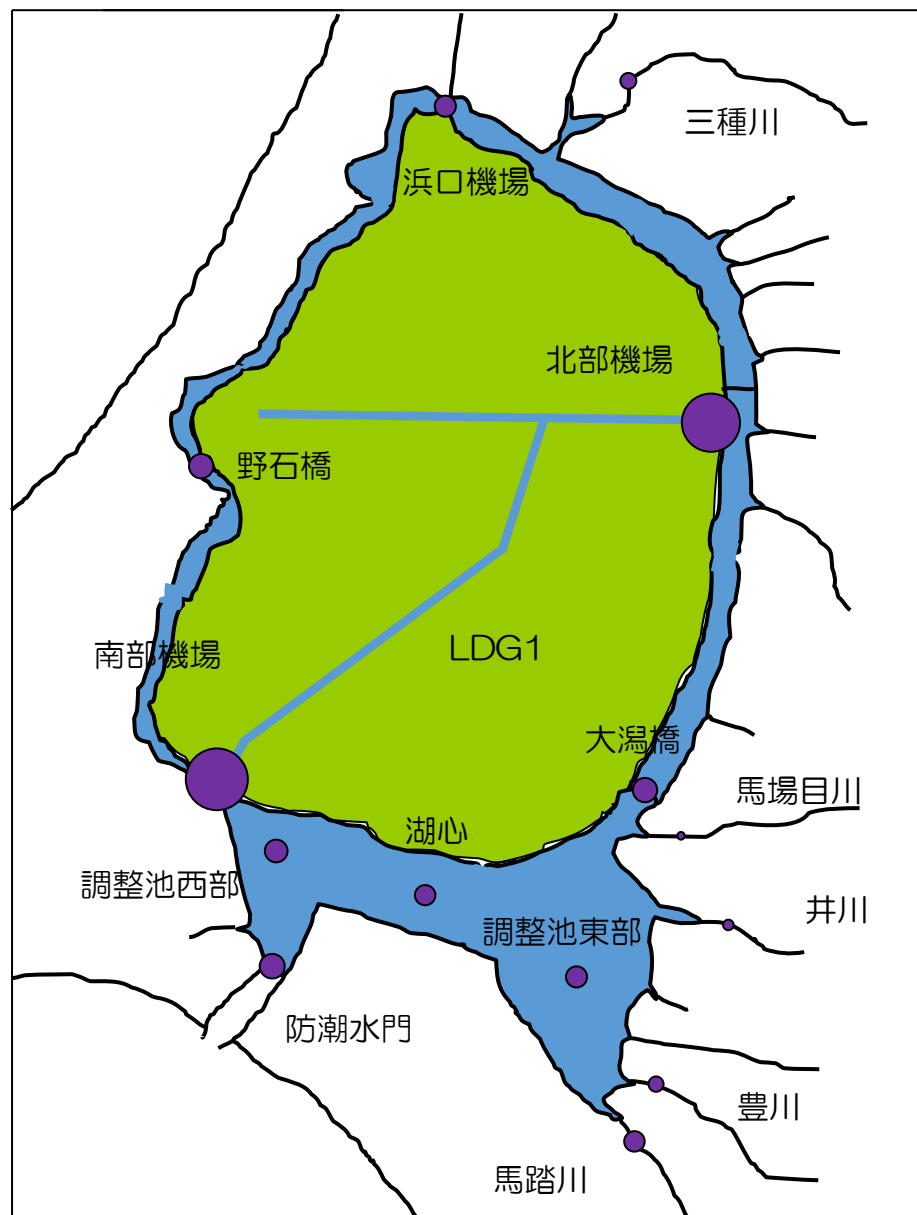 三種川
浜口機場
北部機場
野石橋
南部機場
LDG1
大潟橋
馬場目川
湖心
調整池西部
井川
調整池東部
防潮水門
豊川
馬踏川